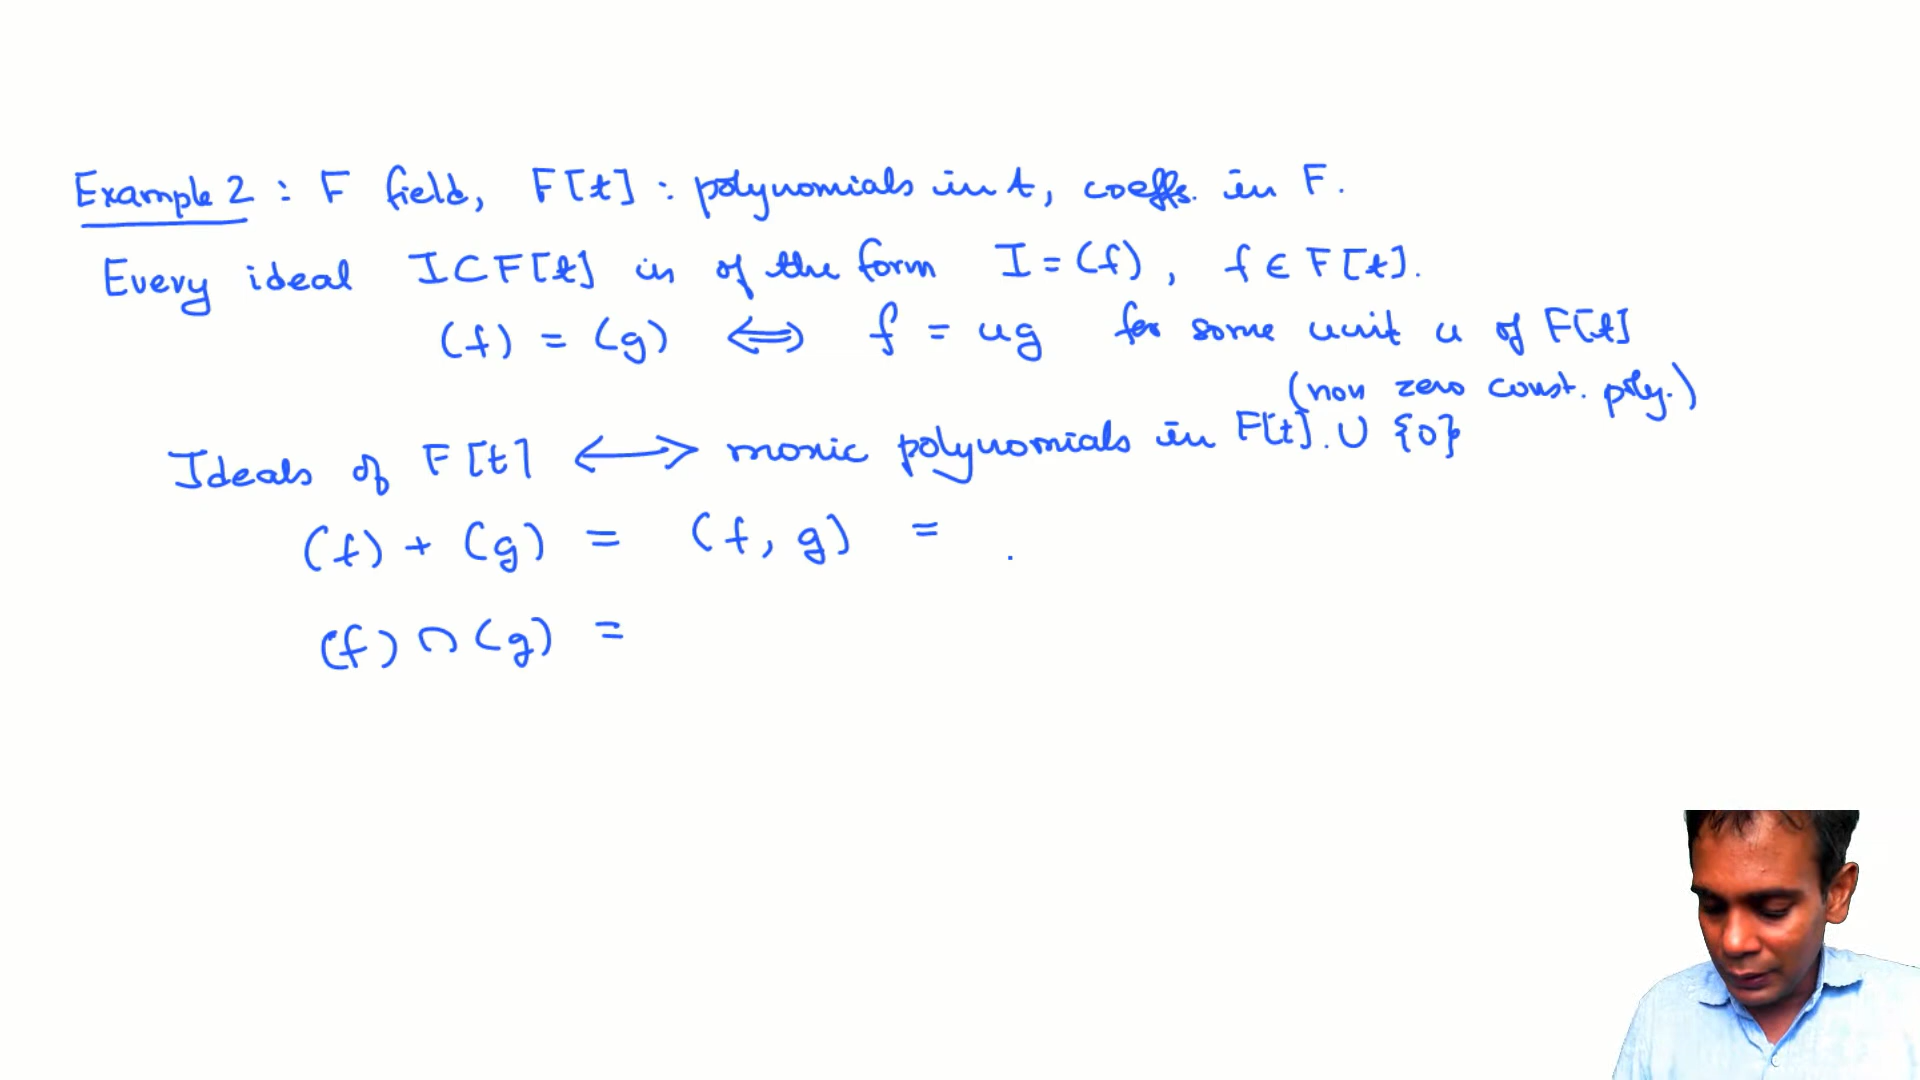 Example 2 : F field, F[t] : polynomials in t, coeffs. in F.
Every ideal I ⊂ F[t] is of the form I = (f), f ∈ F[t].
(f) = (g) ⟺ f = ug for some unit u of F[t]
(non zero const. poly.)
Ideals of F[t] ⟷ monic polynomials in F[t]. ∪ {0}
(f) + (g) = (f, g) =
(f) ∩ (g) =